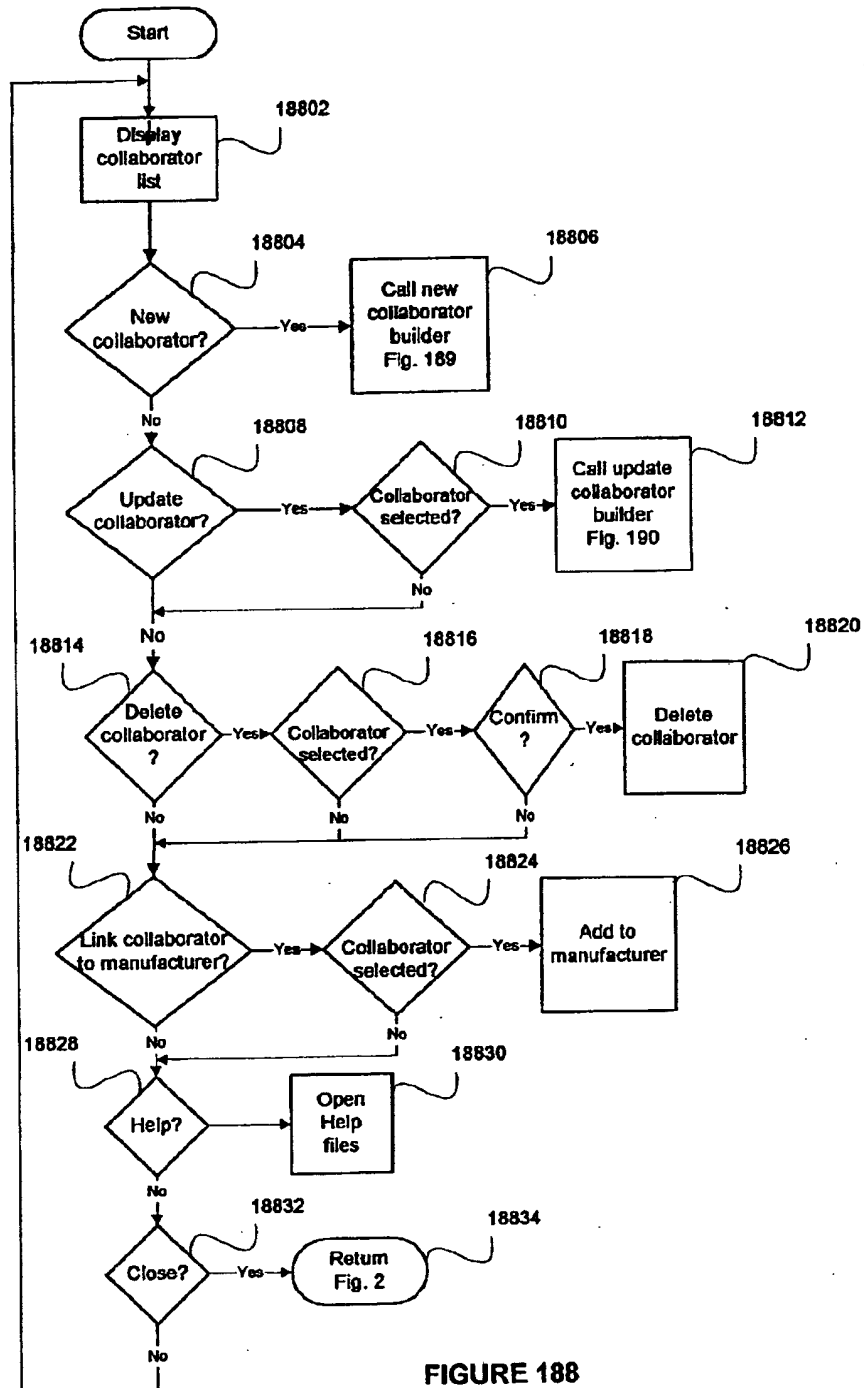 Start
18802
Display
collaborator
list
18804
New
collaborator?
Yes
18806
Call new
collaborator
builder
Fig. 189
No
18808
Update
collaborator?
Yes
18810
Collaborator
selected?
Yes
18812
Call update
collaborator
builder
Fig. 190
No
No
18814
Delete
collaborator
?
Yes
18816
Collaborator
selected?
Yes
18818
Confirm
?
Yes
18820
Delete
collaborator
No
No
No
18822
Link collaborator
to manufacturer?
Yes
18824
Collaborator
selected?
Yes
18826
Add to
manufacturer
No
No
18828
Help?
18830
Open
Help
files
No
18832
Close?
Yes
18834
Return
Fig. 2
No
FIGURE 188